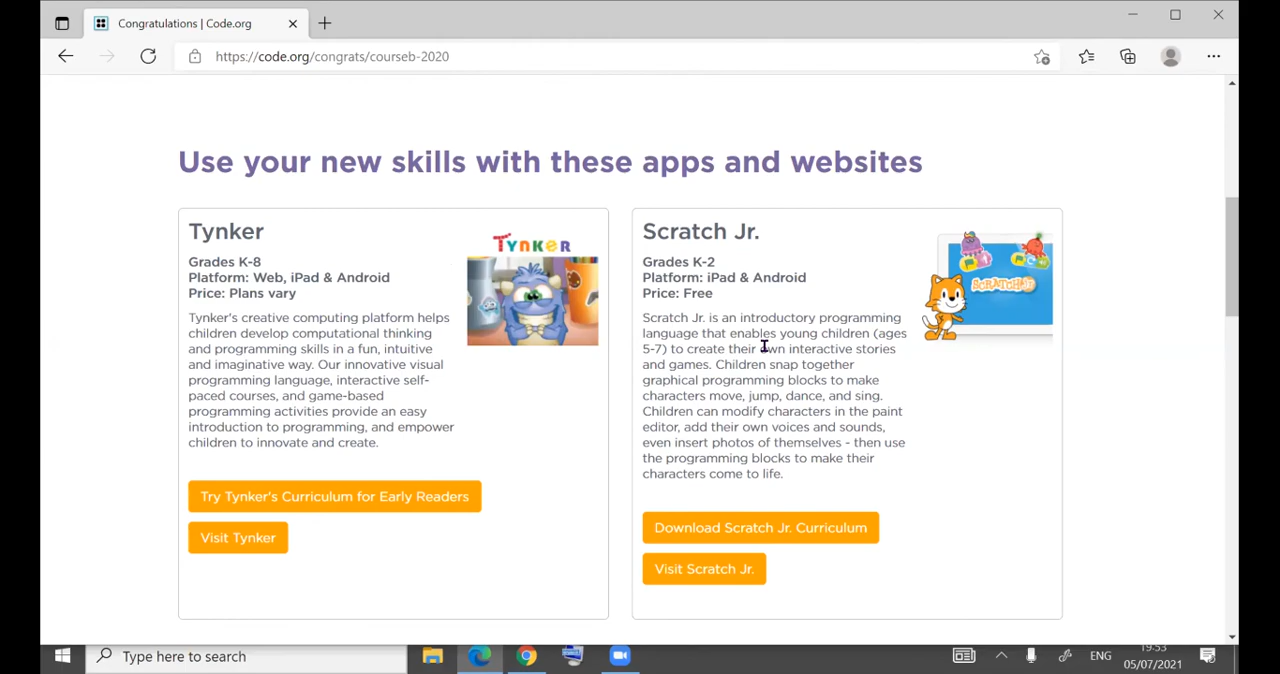 Congratulations | Code.org
https://code.org/congrats/courseb-2020
Use your new skills with these apps and websites
Tynker
Grades K-8
Platform: Web, iPad & Android
Price: Plans vary
Tynker's creative computing platform helps
children develop computational thinking
and programming skills in a fun, intuitive
and imaginative way. Our innovative visual
programming language, interactive self-
paced courses, and game-based
programming activities provide an easy
introduction to programming, and empower
children to innovate and create.
TYNKER
Try Tynker's Curriculum for Early Readers
Visit Tynker
Scratch Jr.
Grades K-2
Platform: iPad & Android
Price: Free
Scratch Jr. is an introductory programming
language that enables young children (ages
5-7) to create their own interactive stories
and games. Children snap together
graphical programming blocks to make
characters move, jump, dance, and sing.
Children can modify characters in the paint
editor, add their own voices and sounds,
even insert photos of themselves - then use
the programming blocks to make their
characters come to life.
SCRATCHJr
Download Scratch Jr. Curriculum
Visit Scratch Jr.
Type here to search
ENG
19:53
05/07/2021